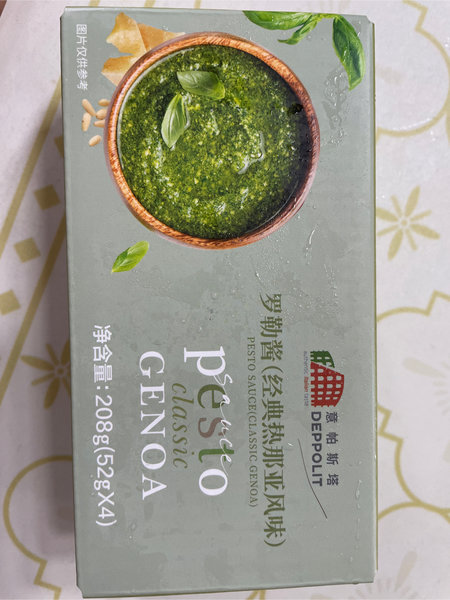 意帕斯塔
DEPPOLIT
罗勒酱(经典热那亚风味)
PESTO SAUCE(CLASSIC GENOA)
sauce
pesto
classic
GENOA
净含量:208g(52gX4)
图片仅供参考